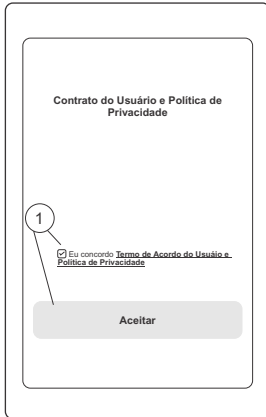 Contrato do Usuário e Política de
Privacidade
1
Eu concordo Termo de Acordo do Usuáio e
Política de Privacidade
Aceitar